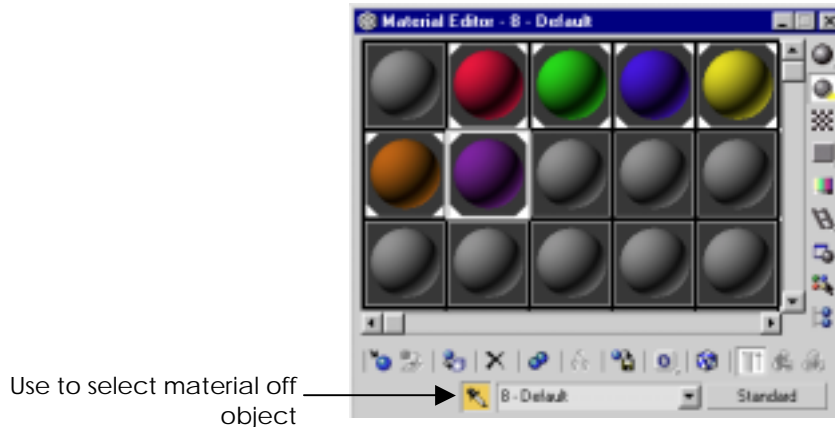 Material Editor - 8 - Default
Use to select material off
object
8 - Default
Standard